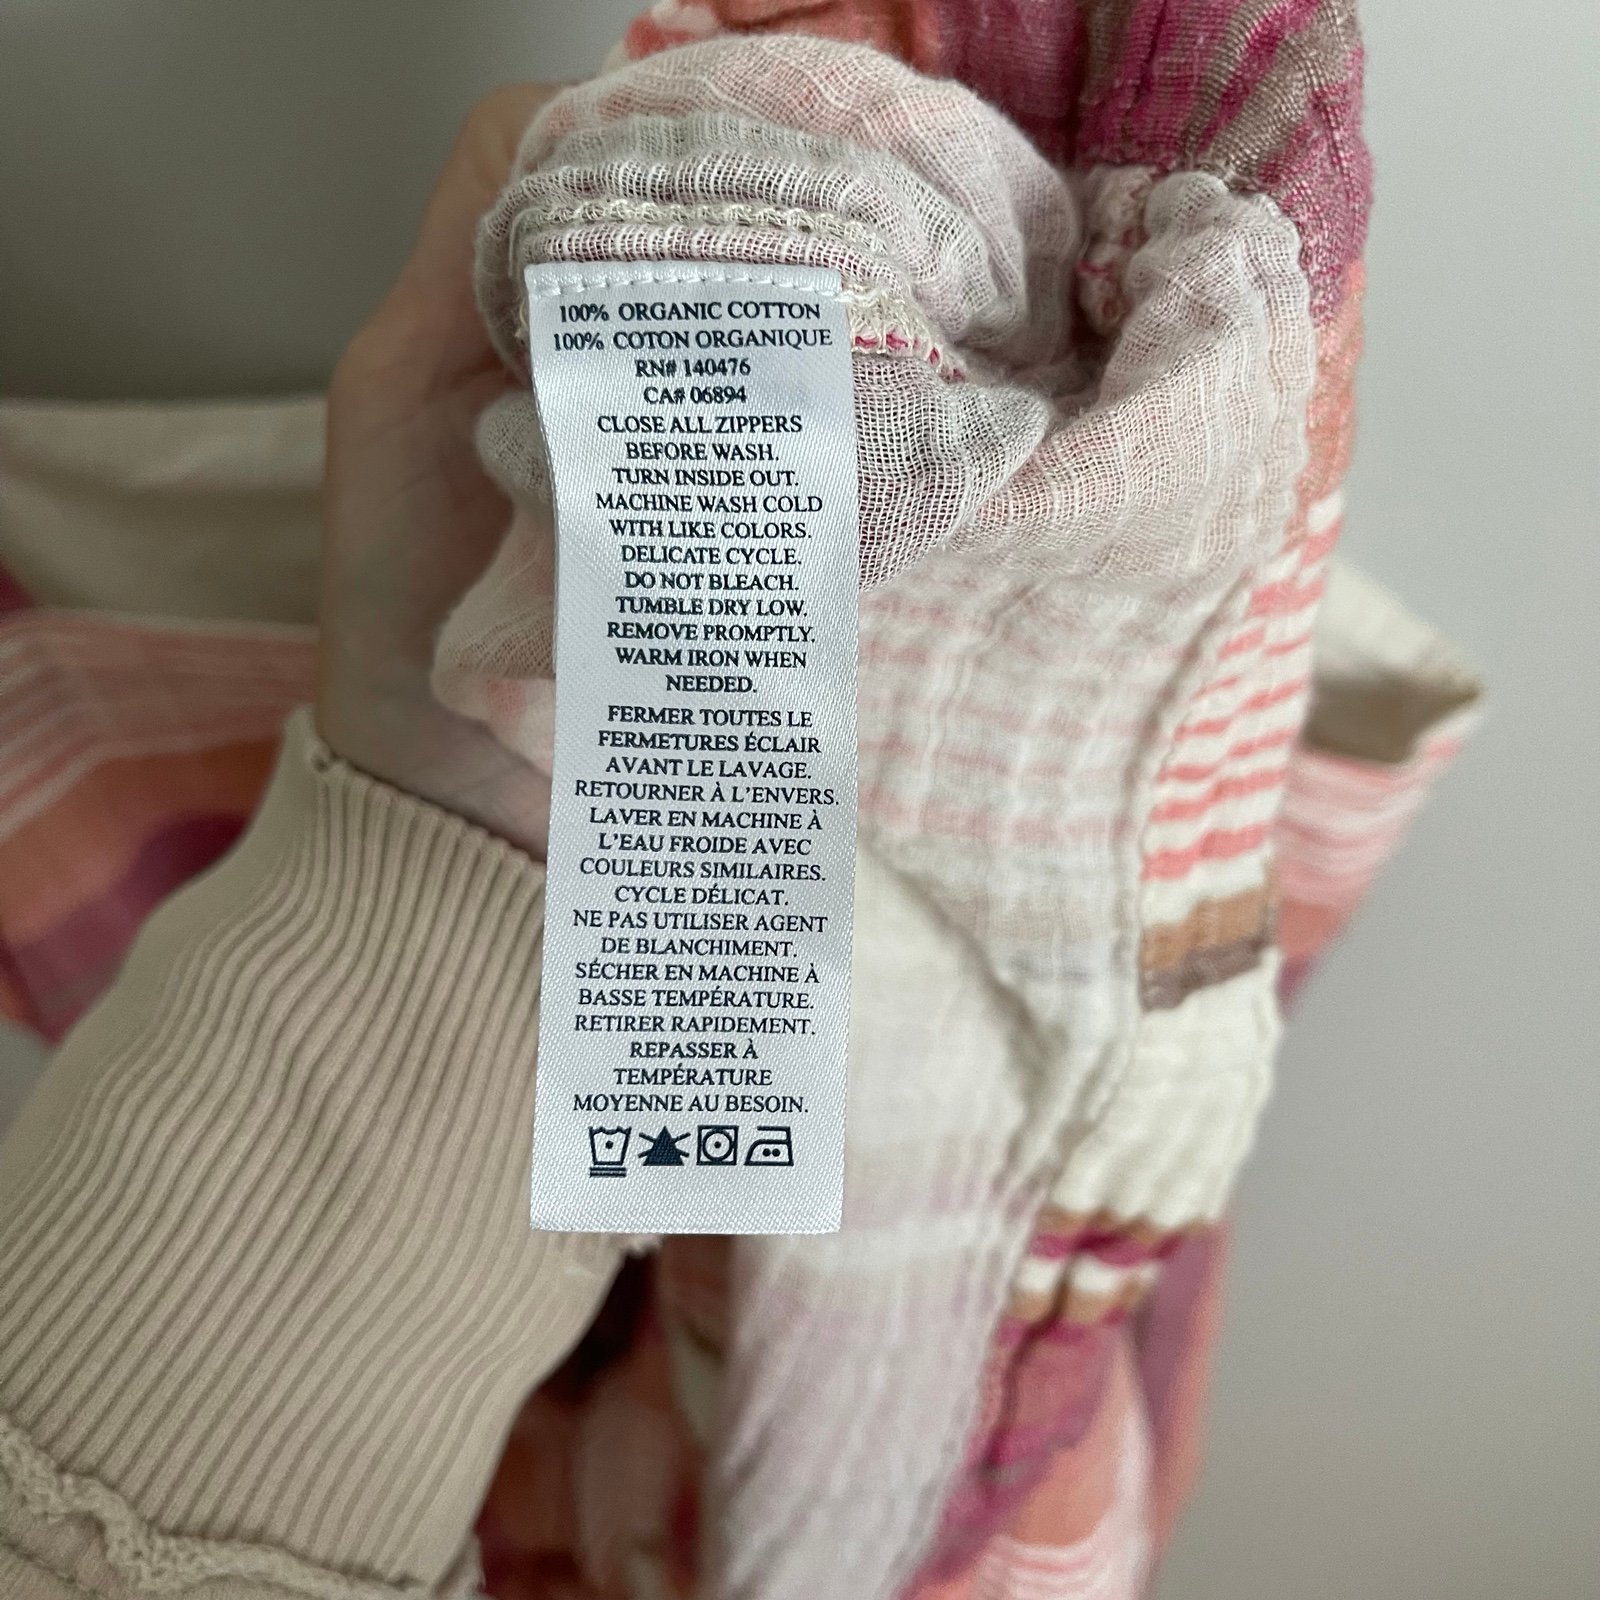 100% ORGANIC COTTON
100% COTON ORGANIQUE
RN# 140476
CA# 06894
CLOSE ALL ZIPPERS
BEFORE WASH.
TURN INSIDE OUT.
MACHINE WASH COLD
WITH LIKE COLORS.
DELICATE CYCLE.
DO NOT BLEACH.
TUMBLE DRY LOW.
REMOVE PROMPTLY.
WARM IRON WHEN
NEEDED.
FERMER TOUTES LE
FERMETURES ÉCLAIR
AVANT LE LAVAGE.
RETOURNER À L'ENVERS.
LAVER EN MACHINE À
L'EAU FROIDE AVEC
COULEURS SIMILAIRES.
CYCLE DÉLICAT.
NE PAS UTILISER AGENT
DE BLANCHIMENT.
SÉCHER EN MACHINE À
BASSE TEMPÉRATURE.
RETIRER RAPIDEMENT.
REPASSER À
TEMPÉRATURE
MOYENNE AU BESOIN.